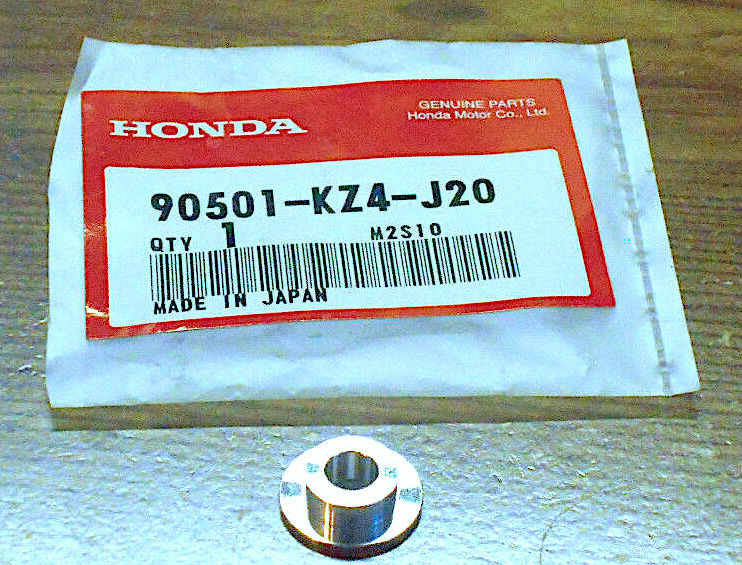 HONDA
GENUINE PARTS
Honda Motor Co., Ltd.
90501-KZ4-J20
QTY 1 M2S10
MADE IN JAPAN